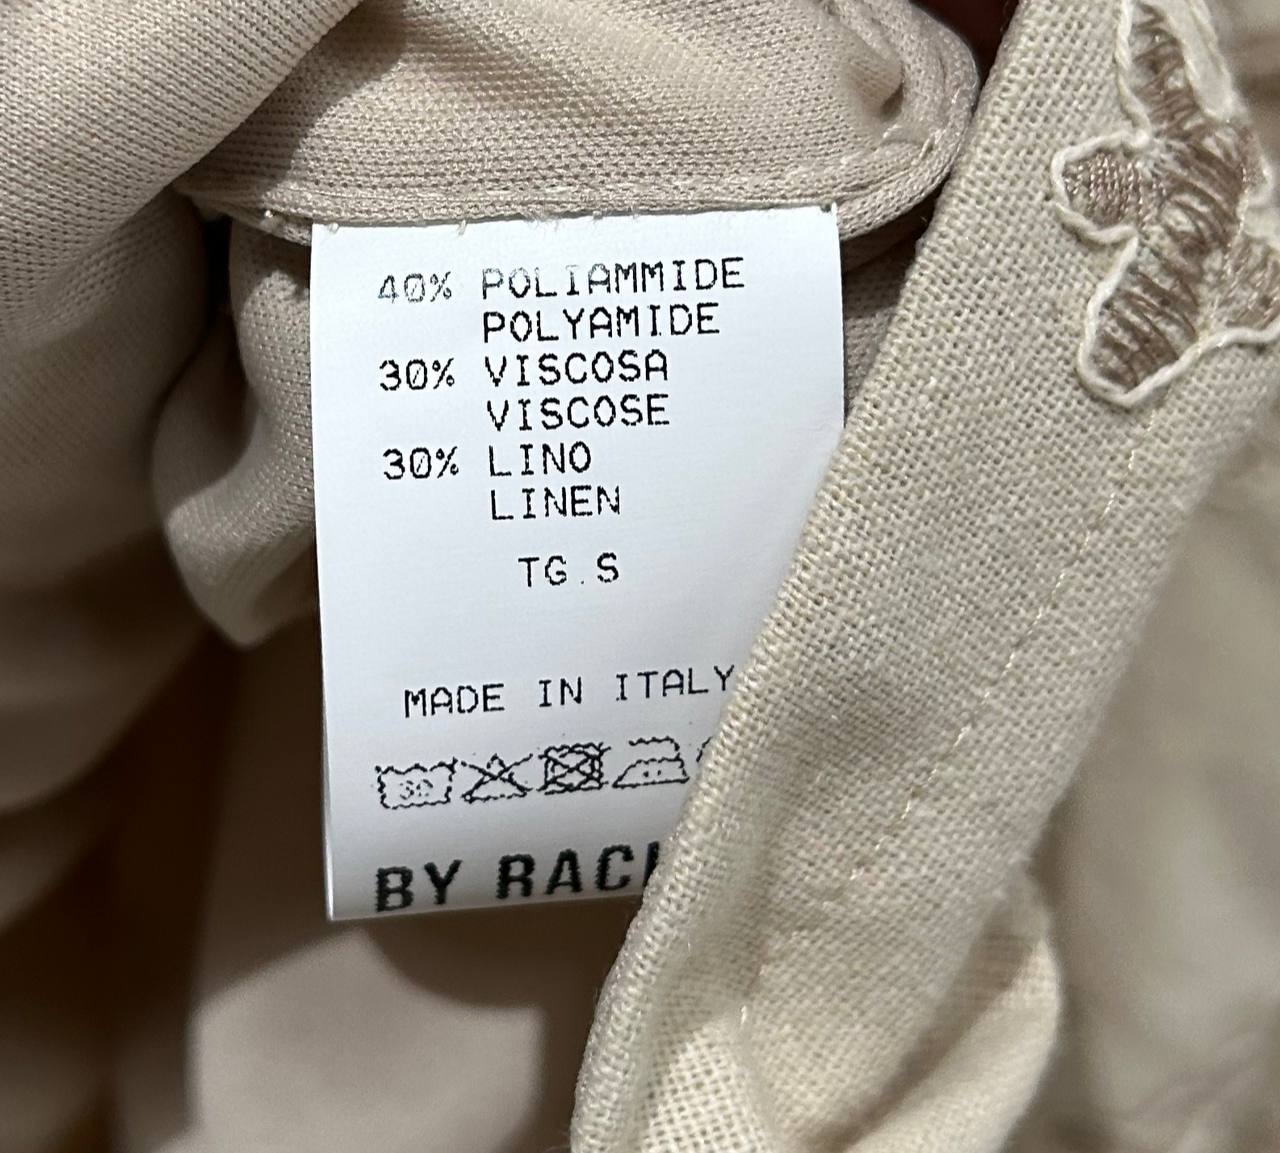 40% POLIAMMIDE
POLYAMIDE
30% VISCOSA
VISCOSE
30% LINO
LINEN
TG.S
MADE IN ITALY
30
BY